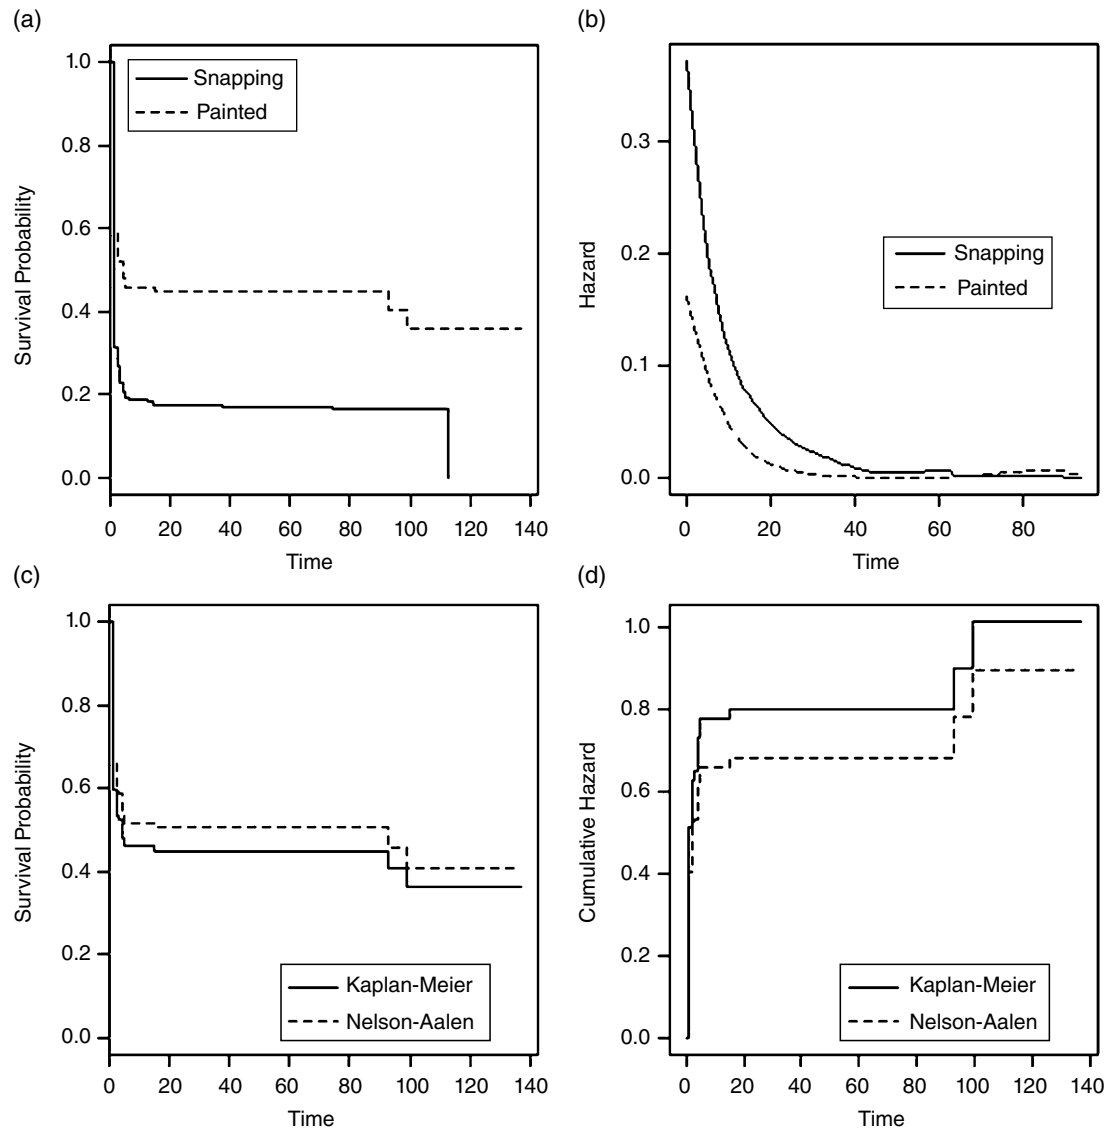 (a)
1.0
0.8
0.6
0.4
0.2
0.0
Survival Probability
Snapping
Painted
0 20 40 60 80 100 120 140
Time
(b)
0.3
0.2
0.1
0.0
Hazard
Snapping
Painted
0 20 40 60 80
Time
(c)
1.0
0.8
0.6
0.4
0.2
0.0
Survival Probability
Kaplan-Meier
Nelson-Aalen
0 20 40 60 80 100 120 140
Time
(d)
1.0
0.8
0.6
0.4
0.2
0.0
Cumulative Hazard
Kaplan-Meier
Nelson-Aalen
0 20 40 60 80 100 120 140
Time